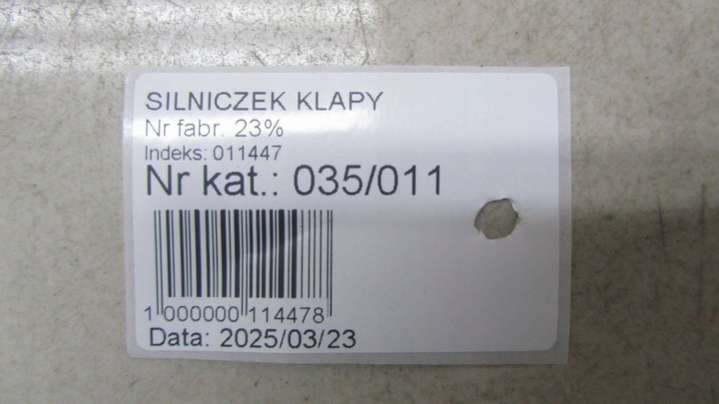 SILNICZEK KLAPY
Nr fabr. 23%
Indeks: 011447
Nr kat.: 035/011
1 000000 114478
Data: 2025/03/23